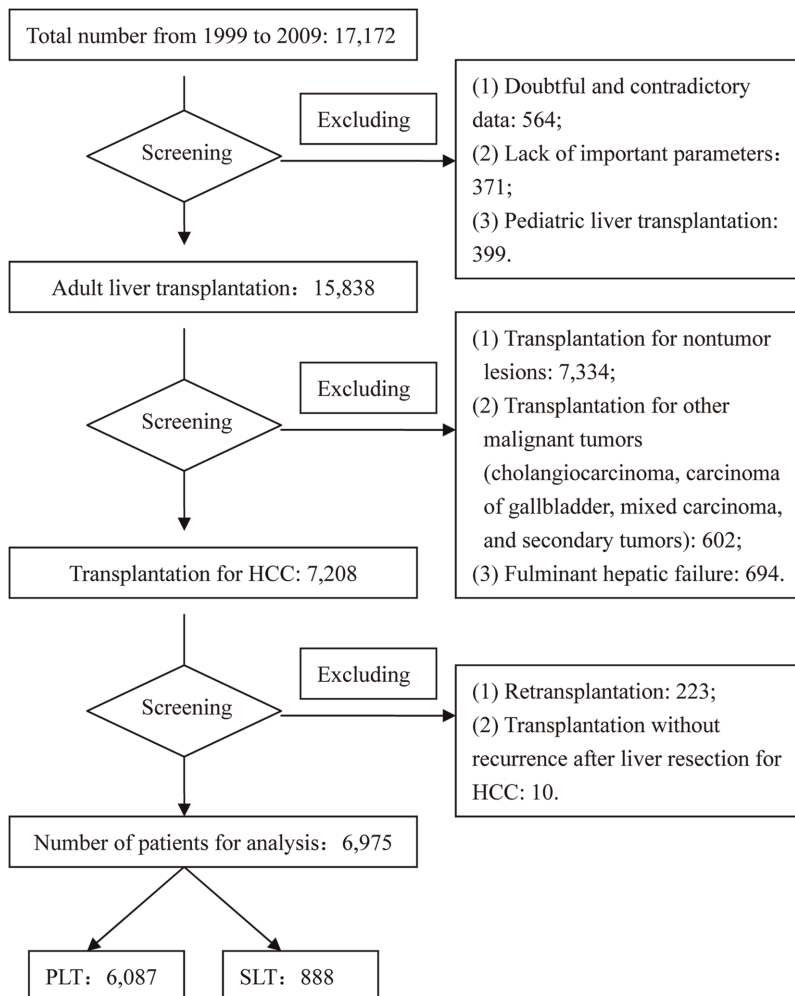 Total number from 1999 to 2009: 17,172
Excluding
Screening
(1) Doubtful and contradictory
data: 564;
(2) Lack of important parameters:
371;
(3) Pediatric liver transplantation:
399.
Adult liver transplantation: 15,838
Excluding
Screening
(1) Transplantation for nontumor
lesions: 7,334;
(2) Transplantation for other
malignant tumors
(cholangiocarcinoma, carcinoma
of gallbladder, mixed carcinoma,
and secondary tumors): 602;
(3) Fulminant hepatic failure: 694.
Transplantation for HCC: 7,208
Excluding
Screening
(1) Retransplantation: 223;
(2) Transplantation without
recurrence after liver resection for
HCC: 10.
Number of patients for analysis: 6,975
PLT: 6,087
SLT: 888